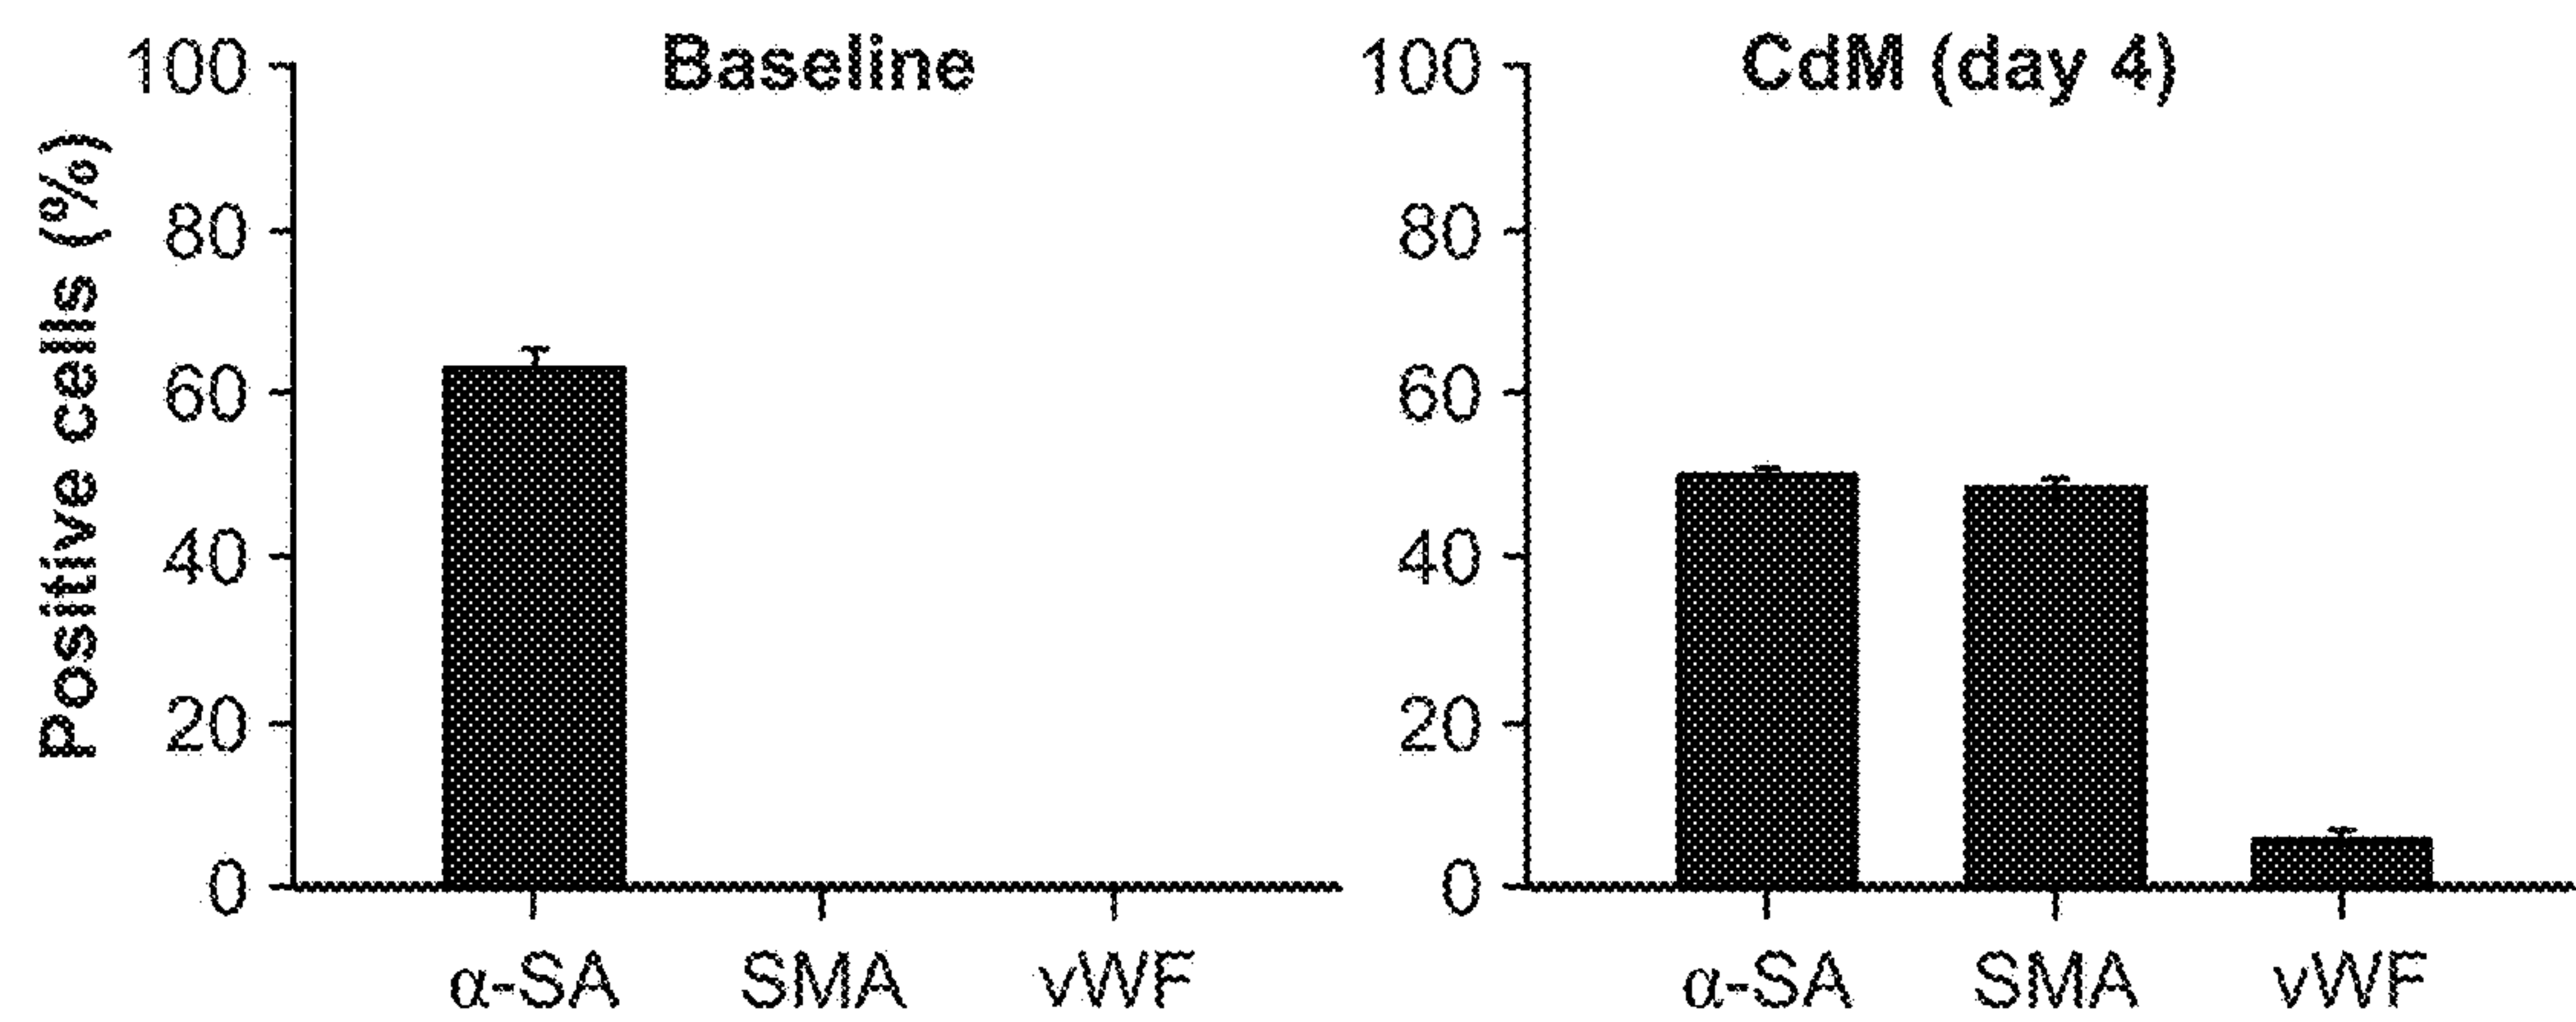 Baseline
Positive cells (%)
100
80
60
40
20
0
α-SA SMA vWF
CdM (day 4)
100
80
60
40
20
0
α-SA SMA vWF